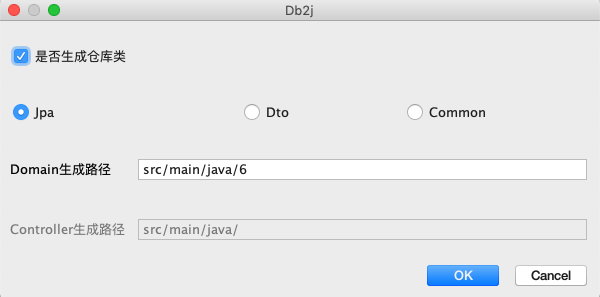 Db2j
是否生成仓库类
Jpa Dto Common
Domain生成路径 src/main/java/6
Controller生成路径 src/main/java/
OK Cancel